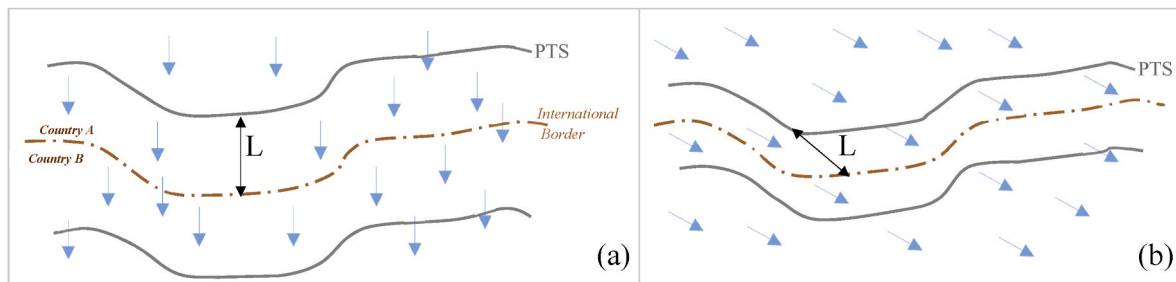 PTS
International
Border
Country A
Country B
L
(a)
PTS
L
(b)